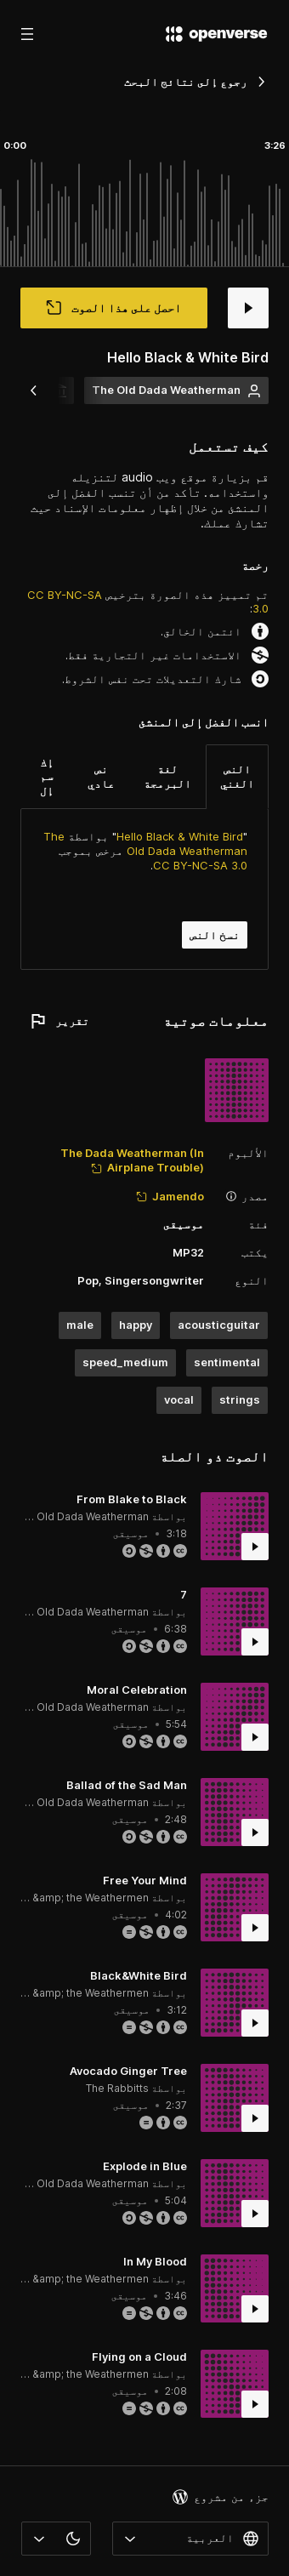 openverse
رجوع إلى نتائج البحث
0:00
3:26
احصل على هذا الصوت
Hello Black & White Bird
The Old Dada Weatherman
كيف تستعمل
قم بزيارة موقع ويب audio لتنزيله
واستخدامه. تأكد من أن تنسب الفضل إلى
المنشئ من خلال إظهار معلومات الإسناد حيث
تشارك عملك.
رخصة
تم تمييز هذه الصورة بترخيص CC BY-NC-SA
3.0:
ائتمن الخالق.
الاستخدامات غير التجارية فقط.
شارك التعديلات تحت نفس الشروط.
انسب الفضل إلى المنشئ
النص الغني
لغة البرمجة
نص عادي
إك سم إل
"Hello Black & White Bird" بواسطة The
Old Dada Weatherman مرخص بموجب
CC BY-NC-SA 3.0.
نسخ النص
معلومات صوتية
تقرير
الألبوم
The Dada Weatherman (In
Airplane Trouble)
مصدر
Jamendo
فئة
موسيقى
يكتب
MP32
النوع
Pop, Singersongwriter
acousticguitar
happy
male
sentimental
speed_medium
strings
vocal
الصوت ذو الصلة
From Blake to Black
بواسطة Old Dada Weatherman ...
3:18 • موسيقى
7
بواسطة Old Dada Weatherman ...
6:38 • موسيقى
Moral Celebration
بواسطة Old Dada Weatherman ...
5:54 • موسيقى
Ballad of the Sad Man
بواسطة Old Dada Weatherman ...
2:48 • موسيقى
Free Your Mind
بواسطة &amp; the Weathermen ...
4:02 • موسيقى
Black&White Bird
بواسطة &amp; the Weathermen ...
3:12 • موسيقى
Avocado Ginger Tree
بواسطة The Rabbitts
2:37 • موسيقى
Explode in Blue
بواسطة Old Dada Weatherman ...
5:04 • موسيقى
In My Blood
بواسطة &amp; the Weathermen ...
3:46 • موسيقى
Flying on a Cloud
بواسطة &amp; the Weathermen ...
2:08 • موسيقى
جزء من مشروع
العربية